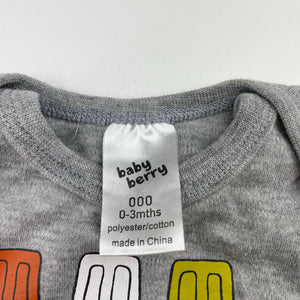 baby
berry
000
0-3mths
polyester/cotton
made in China